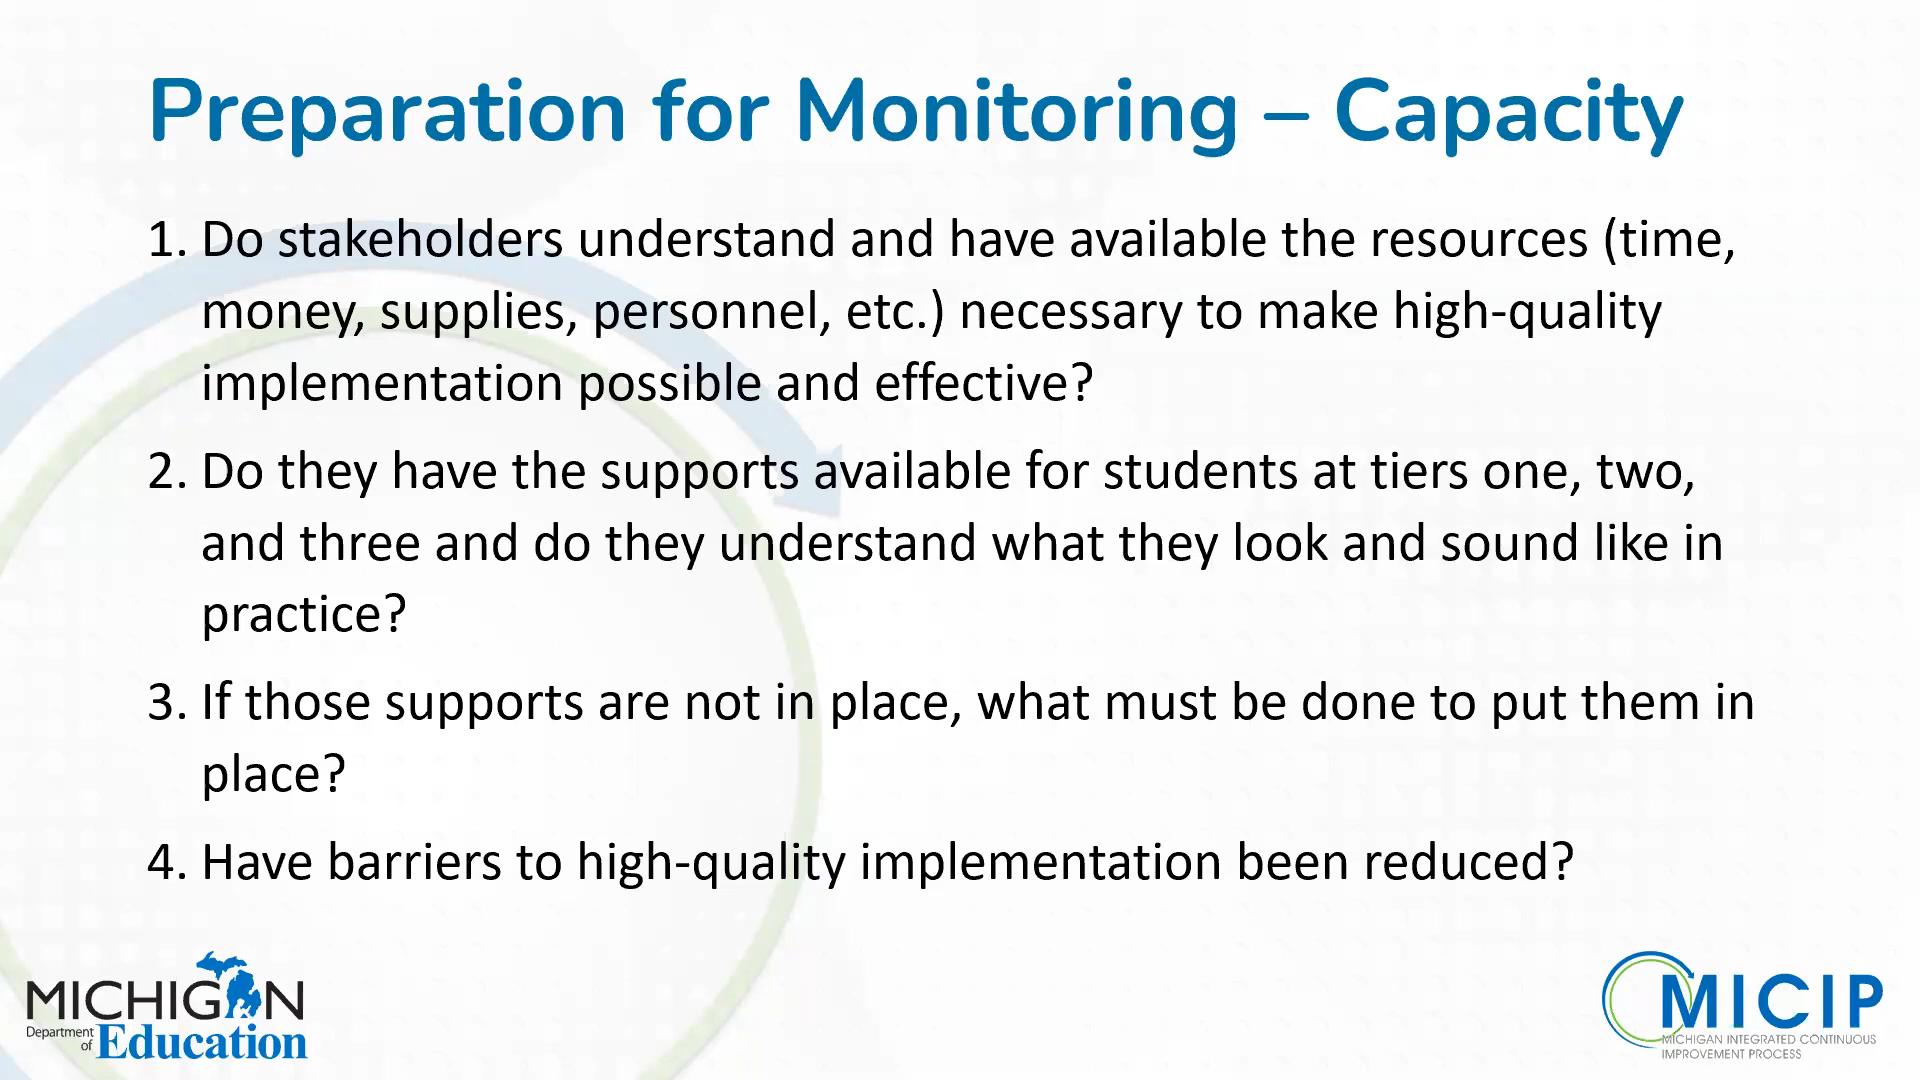 Preparation for Monitoring – Capacity
1. Do stakeholders understand and have available the resources (time,
money, supplies, personnel, etc.) necessary to make high-quality
implementation possible and effective?
2. Do they have the supports available for students at tiers one, two,
and three and do they understand what they look and sound like in
practice?
3. If those supports are not in place, what must be done to put them in
place?
4. Have barriers to high-quality implementation been reduced?
MICHIGAN
Department
of Education
MICIP
MICHIGAN INTEGRATED CONTINUOUS
IMPROVEMENT PROCESS